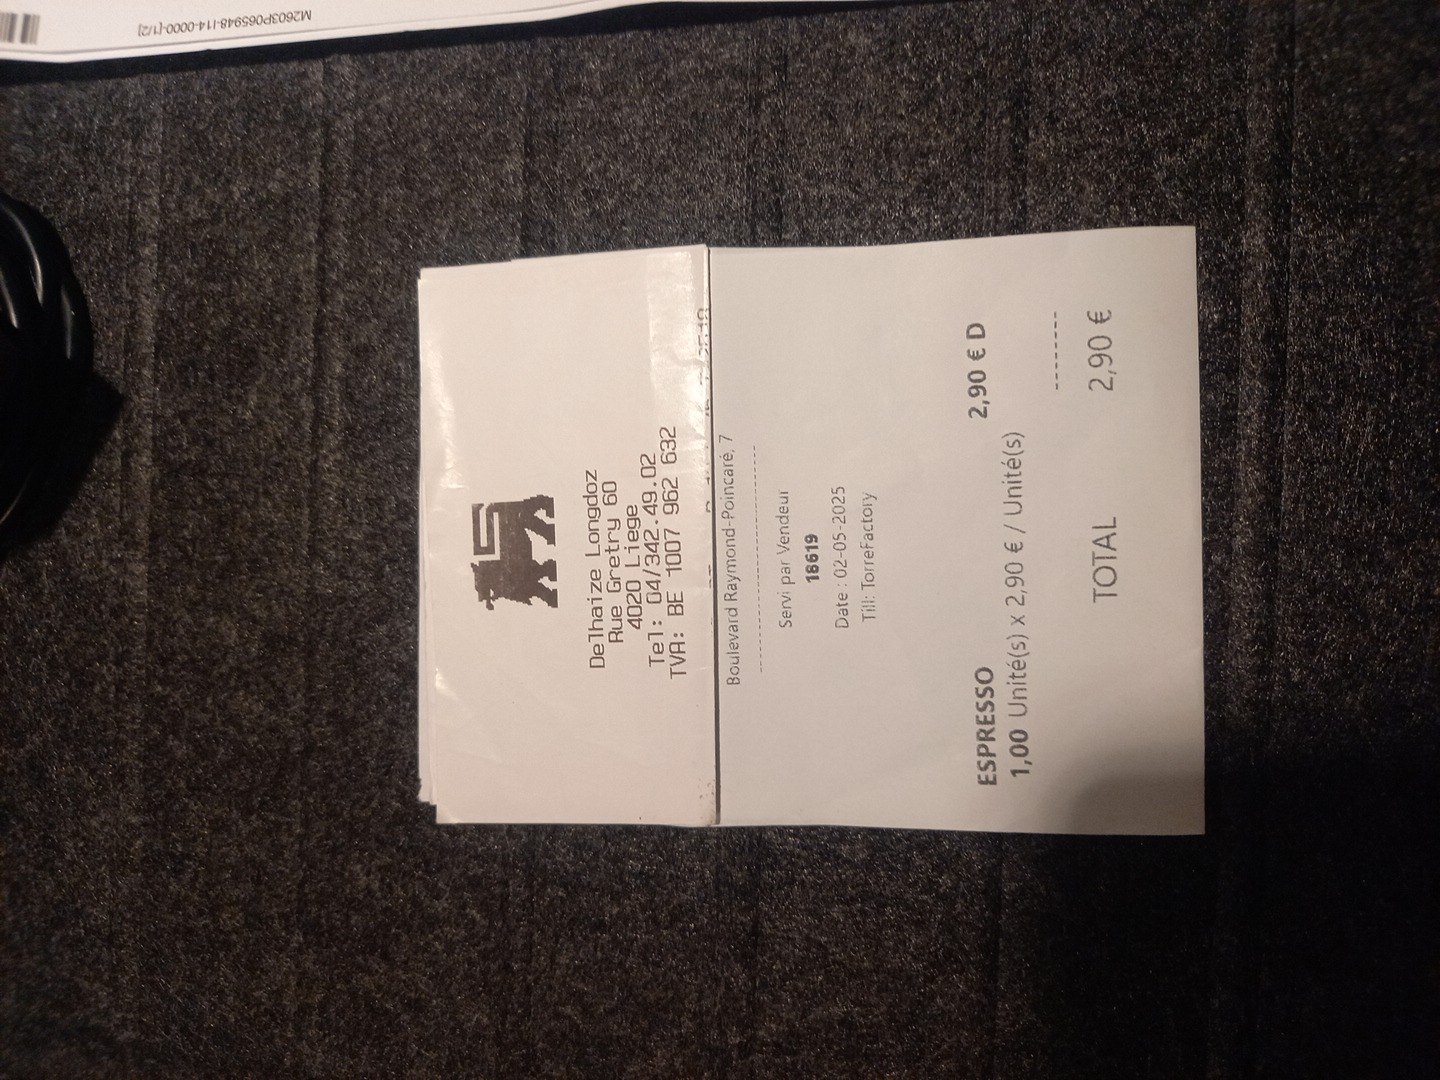 M2603P065948-I14-0000-[1/2]
Delhaize Longdoz
Rue Gretry 60
4020 Liege
Tel: 04/342.49.02
TVA: BE 1007 962 632
Boulevard Raymond-Poincaré, 7
Servi par Vendeur
18619
Date : 02-05-2025
Till: TorreFactory
ESPRESSO 2,90 € D
1,00 Unité(s) x 2,90 € / Unité(s)
TOTAL 2,90 €